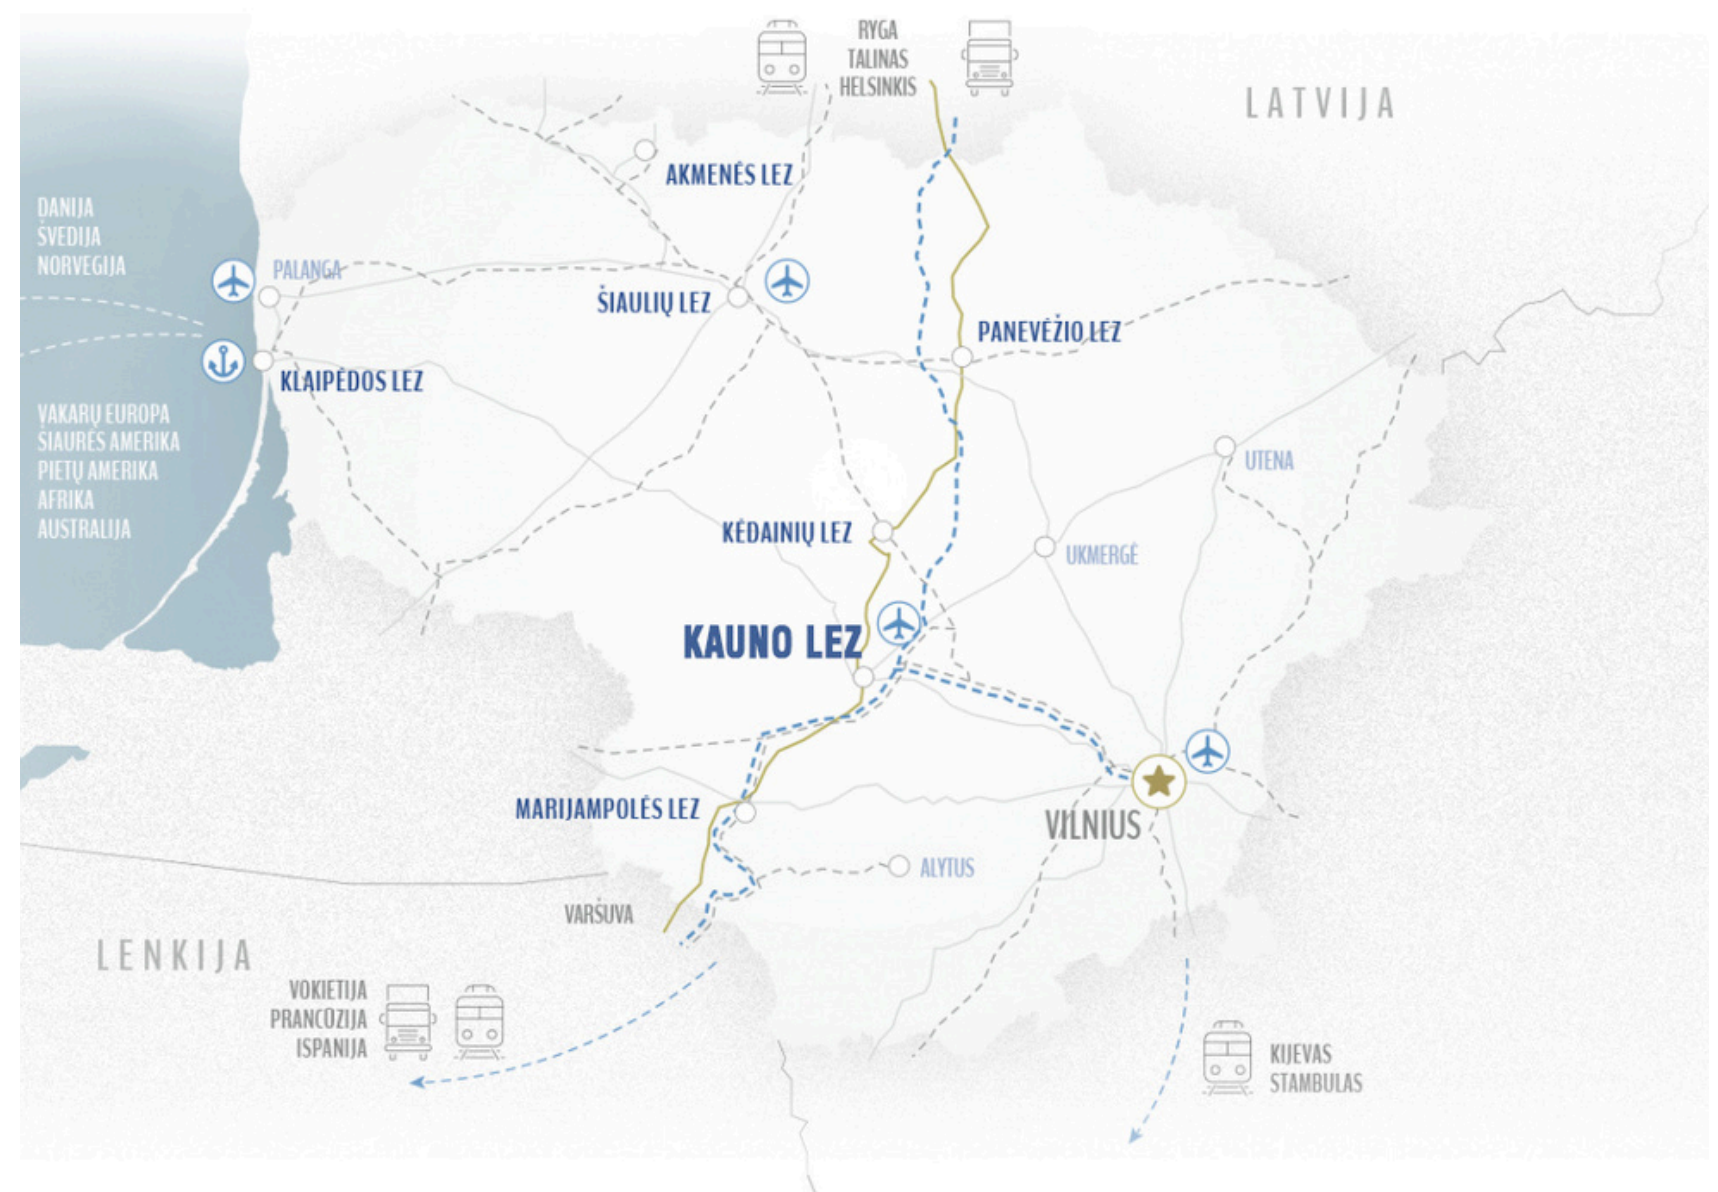 RYGA
TALINAS
HELSINKIS
LATVIJA
AKMENĖS LEZ
DANIJA
ŠVEDIJA
NORVEGIJA
PALANGA
ŠIAULIŲ LEZ
PANEVĖŽIO LEZ
KLAIPĖDOS LEZ
VAKARŲ EUROPA
ŠIAURĖS AMERIKA
PIETŲ AMERIKA
AFRIKA
AUSTRALIJA
UTENA
KĖDAINIŲ LEZ
UKMERGĖ
KAUNO LEZ
MARIJAMPOLĖS LEZ
VILNIUS
ALYTUS
VARŠUVA
LENKIJA
VOKIETIJA
PRANCŪZIJA
ISPANIJA
KIJEVAS
STAMBULAS